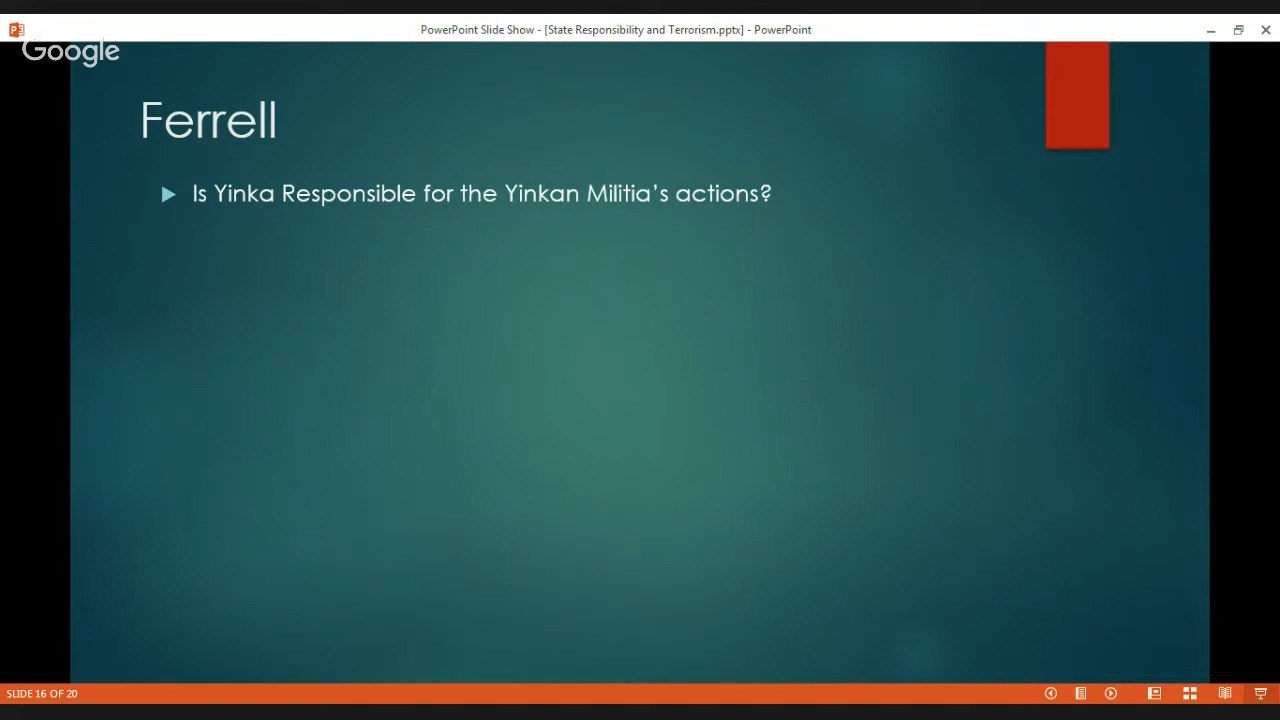 PowerPoint Slide Show - [State Responsibility and Terrorism.pptx] - PowerPoint
Google
Ferrell
Is Yinka Responsible for the Yinkan Militia's actions?
SLIDE 16 OF 20